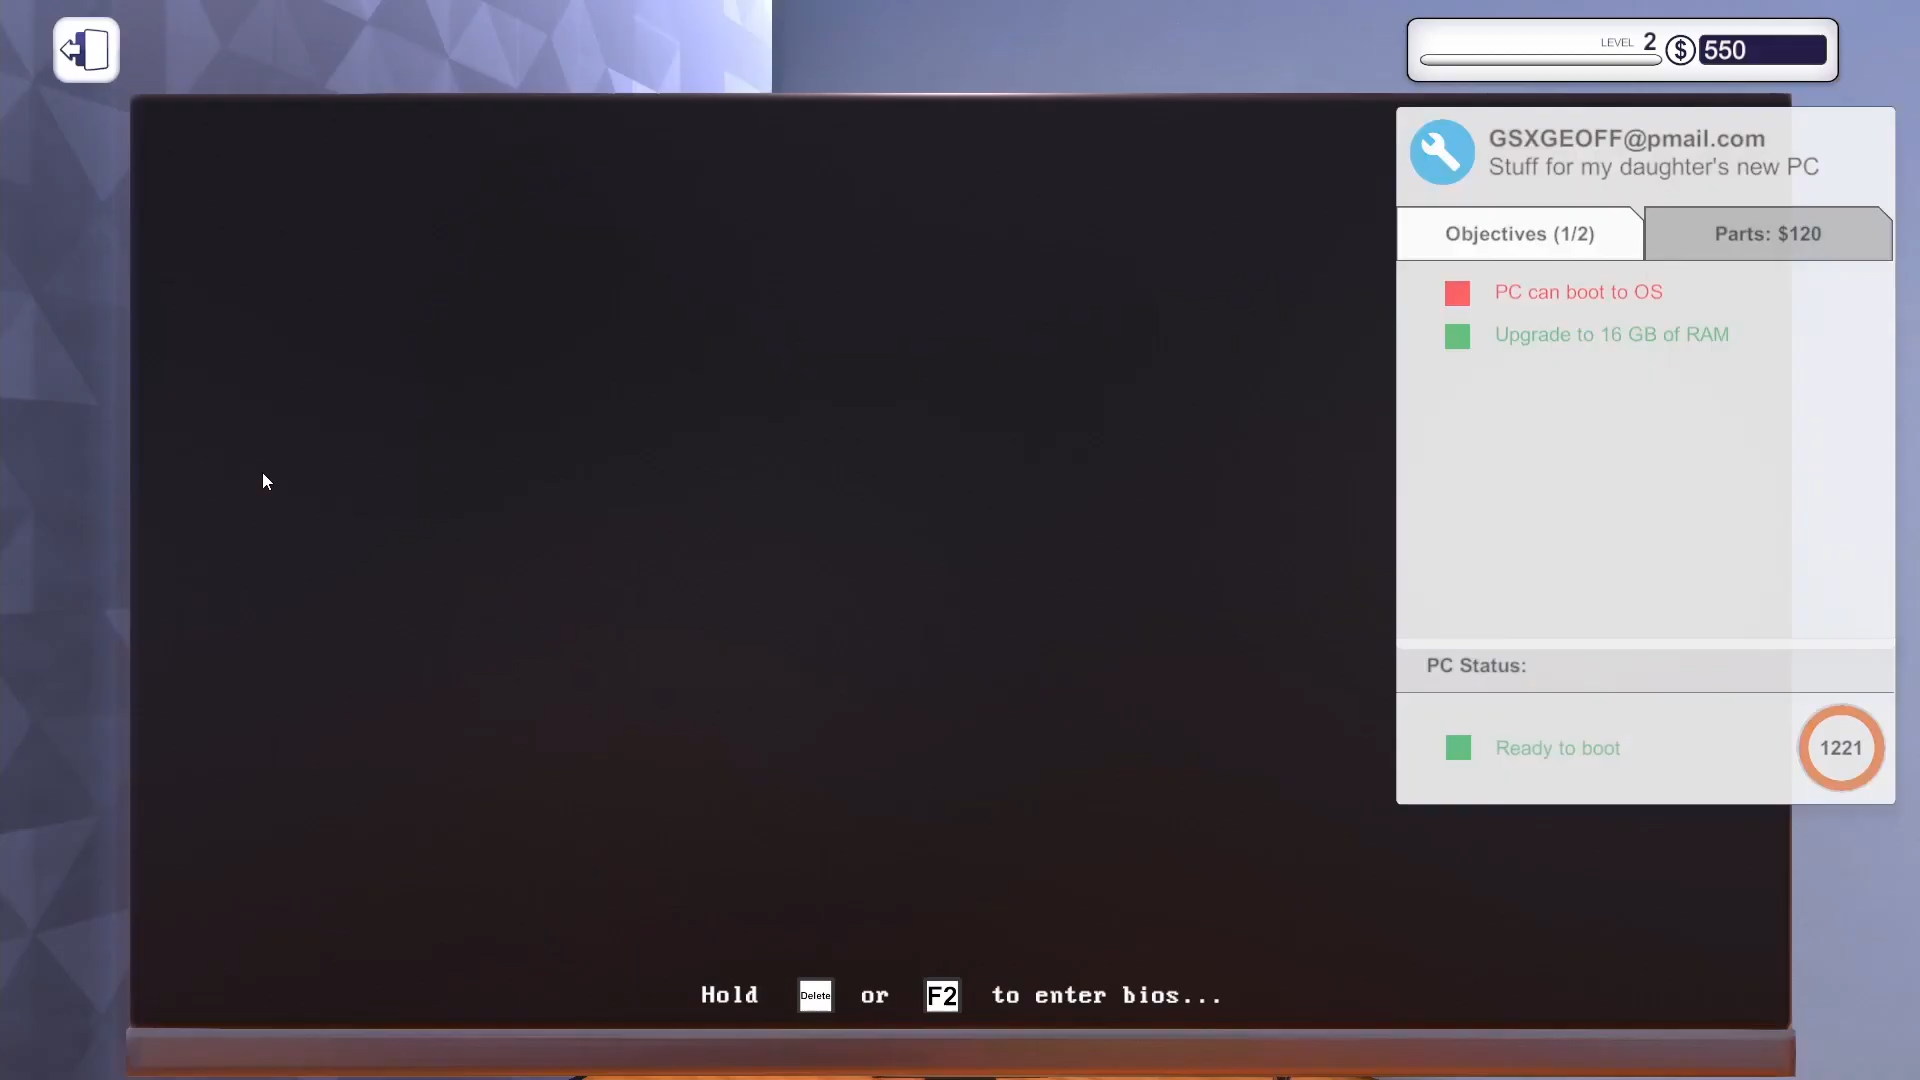 LEVEL 2 $ 550
GSXGEOFF@pmail.com
Stuff for my daughter's new PC
Objectives (1/2)
Parts: $120
PC can boot to OS
Upgrade to 16 GB of RAM
PC Status:
Ready to boot
1221
Hold Delete or F2 to enter bios...